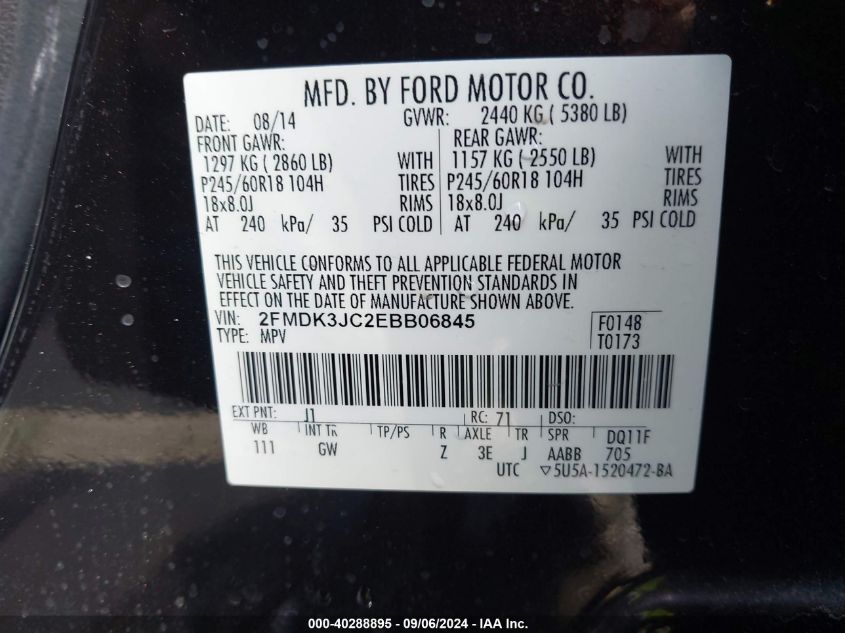 MFD. BY FORD MOTOR CO.
DATE: 08/14 GVWR: 2440 KG ( 5380 LB)
FRONT GAWR: REAR GAWR:
1297 KG ( 2860 LB) WITH 1157 KG ( 2550 LB) WITH
P245/60R18 104H TIRES P245/60R18 104H TIRES
18x8.0J RIMS 18x8.0J RIMS
AT 240 kPa/ 35 PSI COLD AT 240 kPa/ 35 PSI COLD
THIS VEHICLE CONFORMS TO ALL APPLICABLE FEDERAL MOTOR
VEHICLE SAFETY AND THEFT PREVENTION STANDARDS IN
EFFECT ON THE DATE OF MANUFACTURE SHOWN ABOVE.
VIN: 2FMDK3JC2EBB06845 F0148
TYPE: MPV T0173
EXT PNT: J1 RC: 71 DSO:
WB INT TR TP/PS R AXLE TR SPR DQ11F
111 GW Z 3E J AABB 705
UTC ▽5U5A-1520472-BA
000-40288895 - 09/06/2024 - IAA Inc.